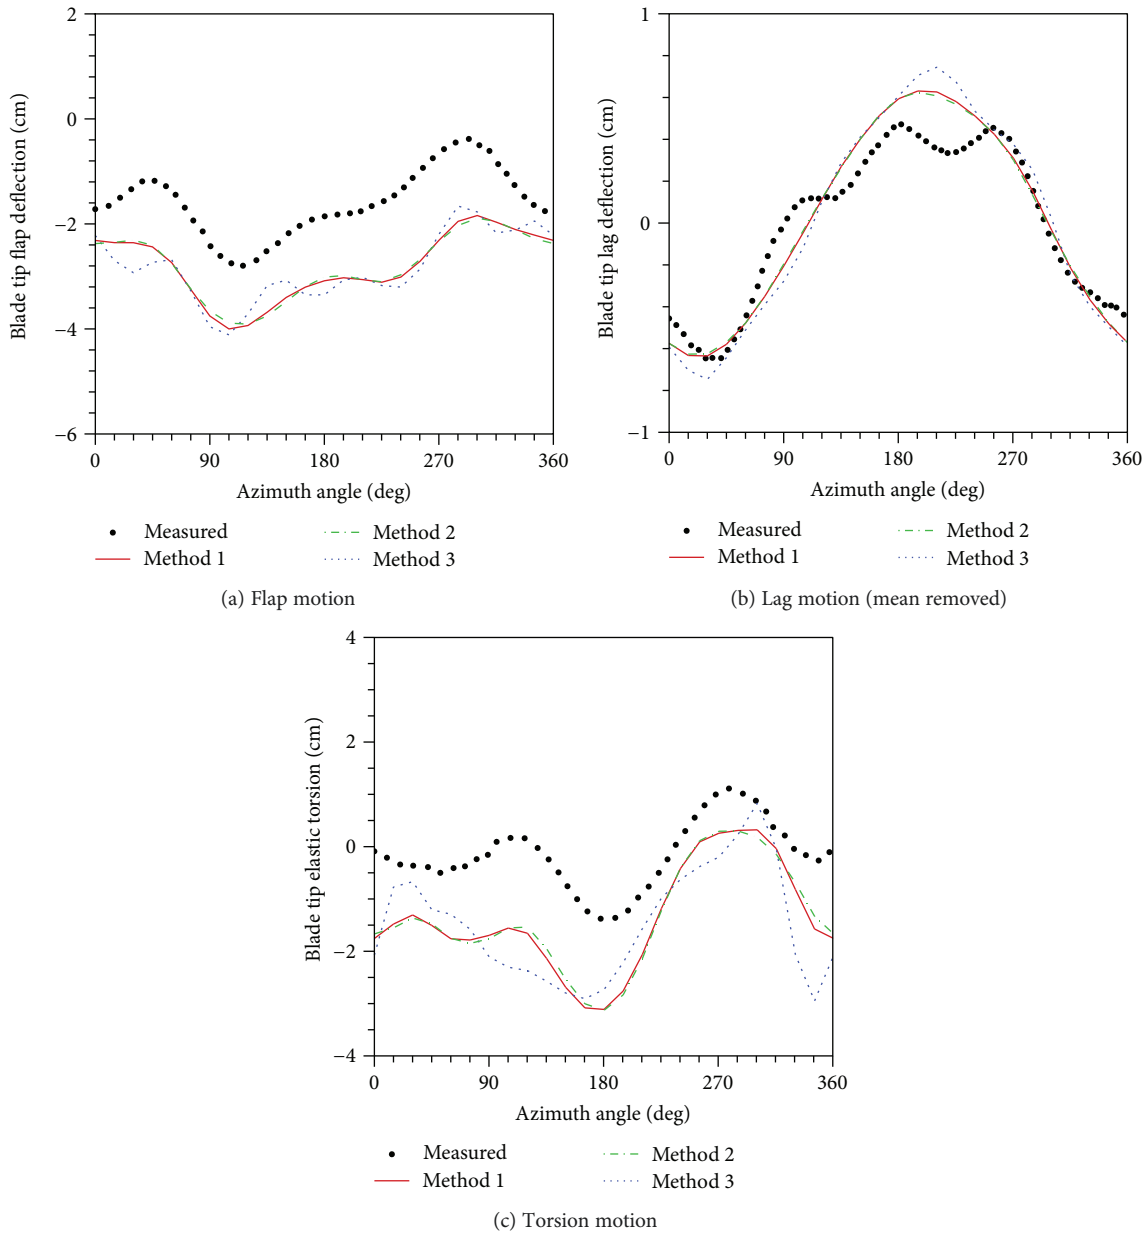 2
0
−2
−4
−6
Blade tip flap deflection (cm)
0 90 180 270 360
Azimuth angle (deg)
Measured
Method 1
Method 2
Method 3
(a) Flap motion
1
0
−1
Blade tip lag deflection (cm)
0 90 180 270 360
Azimuth angle (deg)
Measured
Method 1
Method 2
Method 3
(b) Lag motion (mean removed)
4
2
0
−2
−4
Blade tip elastic torsion (cm)
0 90 180 270 360
Azimuth angle (deg)
Measured
Method 1
Method 2
Method 3
(c) Torsion motion